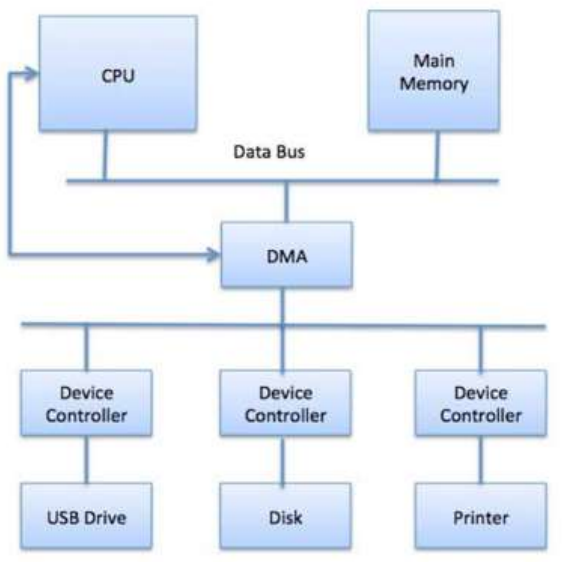 CPU
Main
Memory
Data Bus
DMA
Device
Controller
Device
Controller
Device
Controller
USB Drive
Disk
Printer